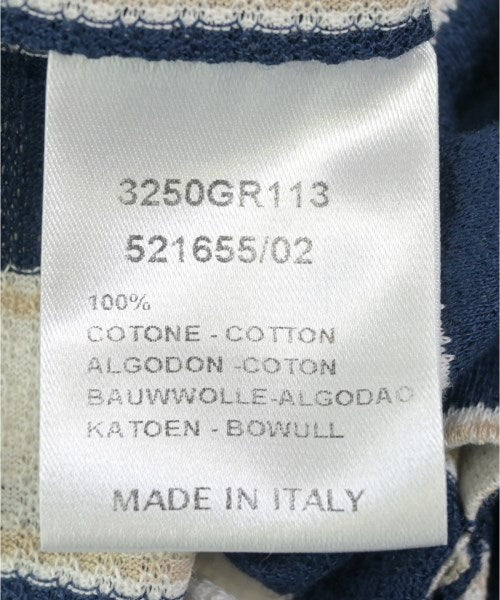 3250GR113
521655/02
100%
COTONE - COTTON
ALGODON -COTON
BAUWWOLLE-ALGODAO
KATOEN - BOWULL
MADE IN ITALY